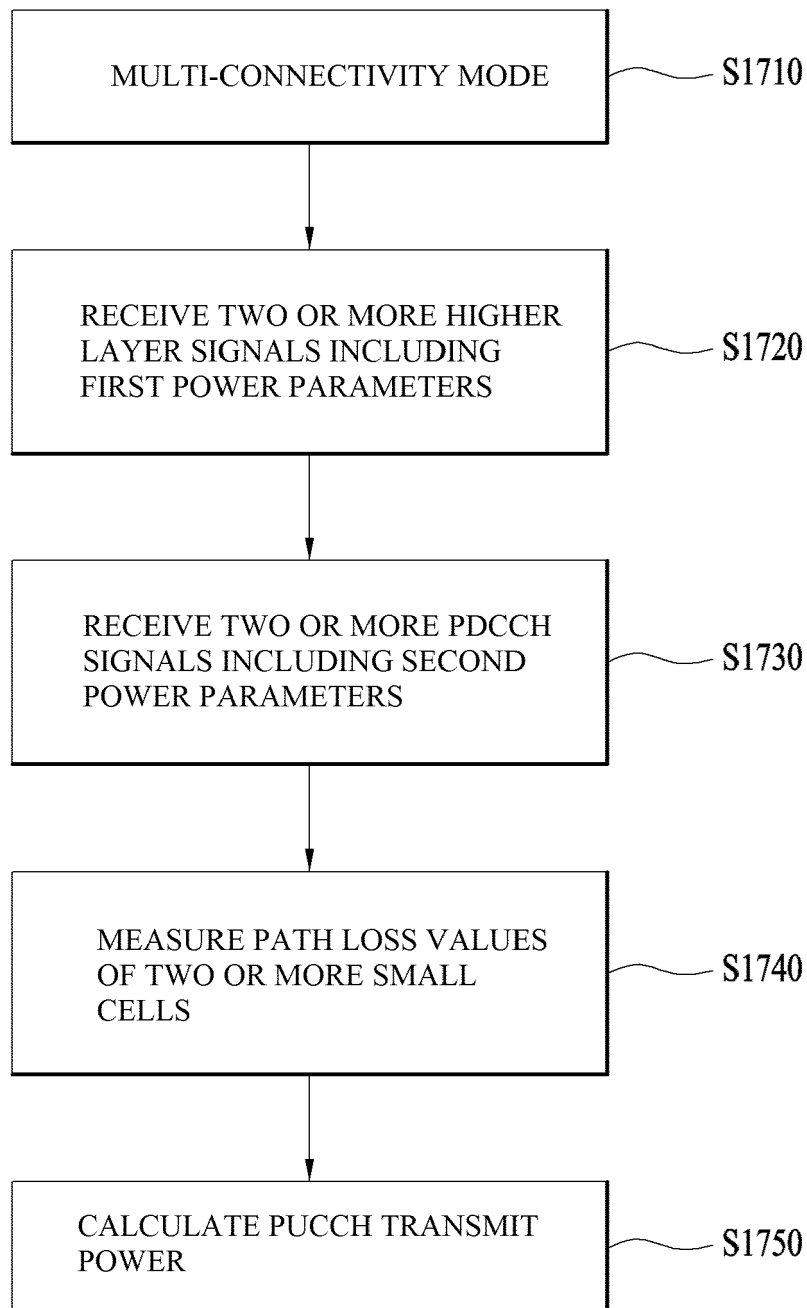 MULTI-CONNECTIVITY MODE
S1710
RECEIVE TWO OR MORE HIGHER
LAYER SIGNALS INCLUDING
FIRST POWER PARAMETERS
S1720
RECEIVE TWO OR MORE PDCCH
SIGNALS INCLUDING SECOND
POWER PARAMETERS
S1730
MEASURE PATH LOSS VALUES
OF TWO OR MORE SMALL
CELLS
S1740
CALCULATE PUCCH TRANSMIT
POWER
S1750